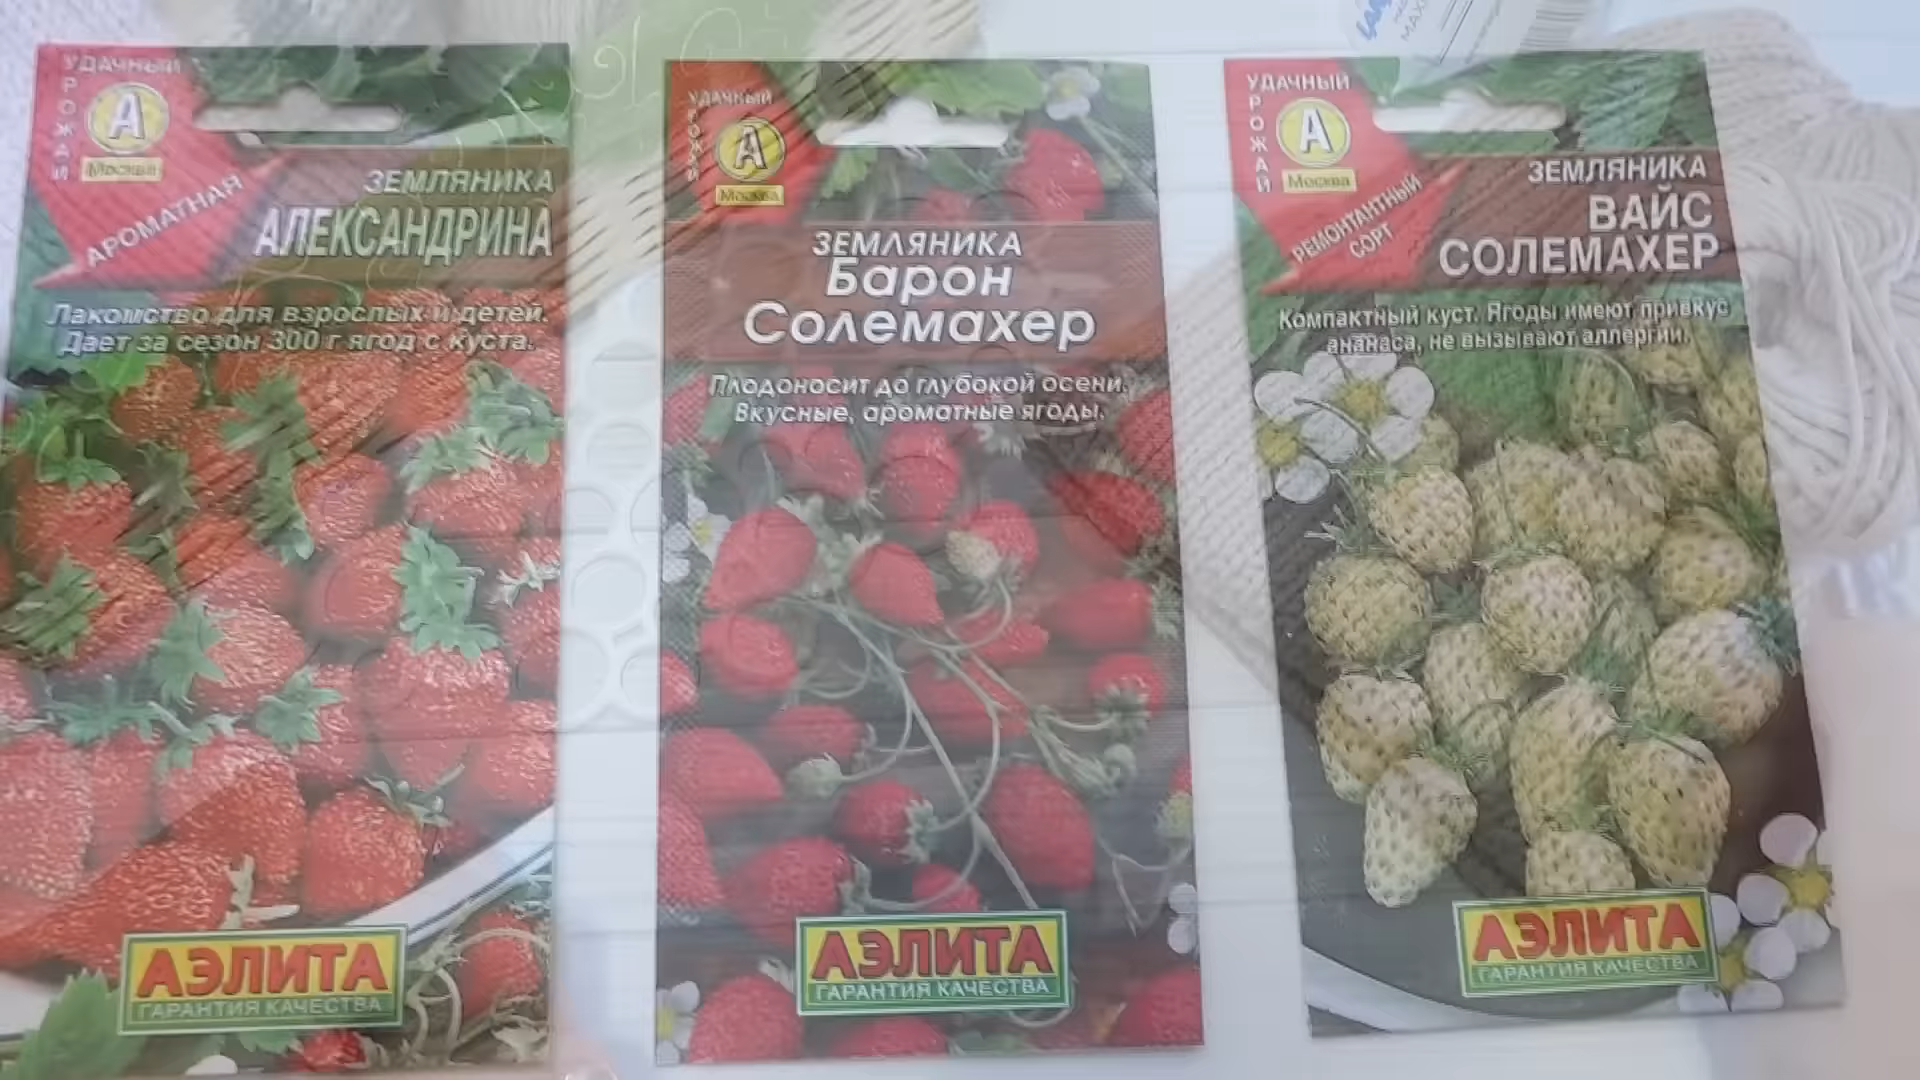 УДАЧНЫЙ
УРОЖАЙ
А
Москва
АРОМАТНАЯ
ЗЕМЛЯНИКА
АЛЕКСАНДРИНА
Лакомство для взрослых и детей.
Дает за сезон 300 г ягод с куста.
АЭЛИТА
ГАРАНТИЯ КАЧЕСТВА
УДАЧНЫЙ
УРОЖАЙ
А
Москва
ЗЕМЛЯНИКА
Барон
Солемахер
Плодоносит до глубокой осени.
Вкусные, ароматные ягоды.
АЭЛИТА
ГАРАНТИЯ КАЧЕСТВА
УДАЧНЫЙ
УРОЖАЙ
А
Москва
РЕМОНТАНТНЫЙ
СОРТ
ЗЕМЛЯНИКА
ВАЙС
СОЛЕМАХЕР
Компактный куст. Ягоды имеют привкус
ананаса, не вызывают аллергии.
АЭЛИТА
ГАРАНТИЯ КАЧЕСТВА